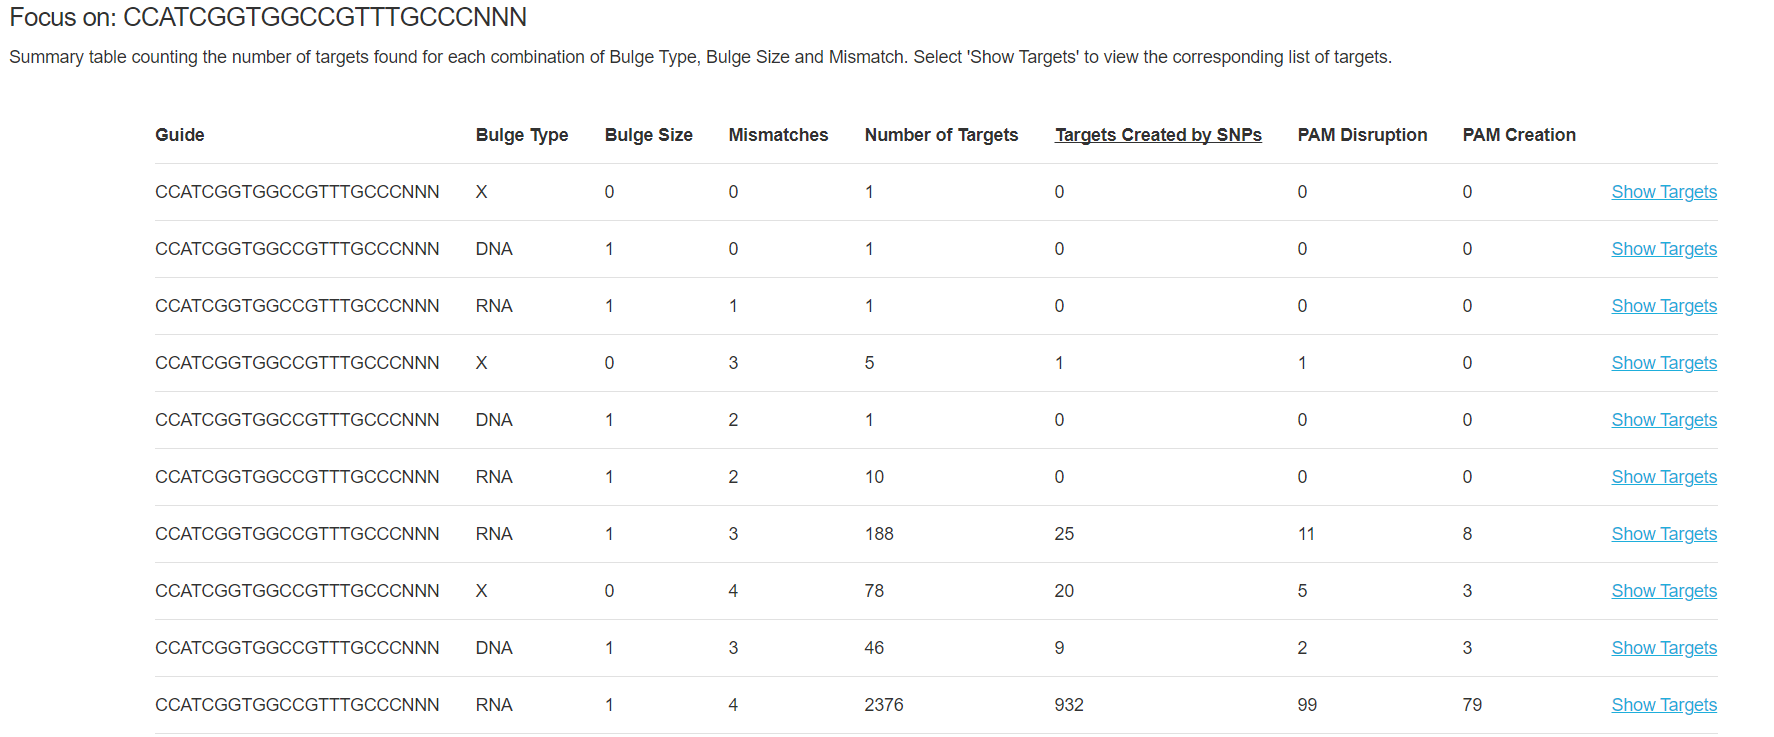 Focus on: CCATCGGTGGCCGTTTGCCCNNN
Summary table counting the number of targets found for each combination of Bulge Type, Bulge Size and Mismatch. Select 'Show Targets' to view the corresponding list of targets.
Guide Bulge Type Bulge Size Mismatches Number of Targets Targets Created by SNPs PAM Disruption PAM Creation
CCATCGGTGGCCGTTTGCCCNNN X 0 0 1 0 0 0 Show Targets
CCATCGGTGGCCGTTTGCCCNNN DNA 1 0 1 0 0 0 Show Targets
CCATCGGTGGCCGTTTGCCCNNN RNA 1 1 1 0 0 0 Show Targets
CCATCGGTGGCCGTTTGCCCNNN X 0 3 5 1 1 0 Show Targets
CCATCGGTGGCCGTTTGCCCNNN DNA 1 2 1 0 0 0 Show Targets
CCATCGGTGGCCGTTTGCCCNNN RNA 1 2 10 0 0 0 Show Targets
CCATCGGTGGCCGTTTGCCCNNN RNA 1 3 188 25 11 8 Show Targets
CCATCGGTGGCCGTTTGCCCNNN X 0 4 78 20 5 3 Show Targets
CCATCGGTGGCCGTTTGCCCNNN DNA 1 3 46 9 2 3 Show Targets
CCATCGGTGGCCGTTTGCCCNNN RNA 1 4 2376 932 99 79 Show Targets